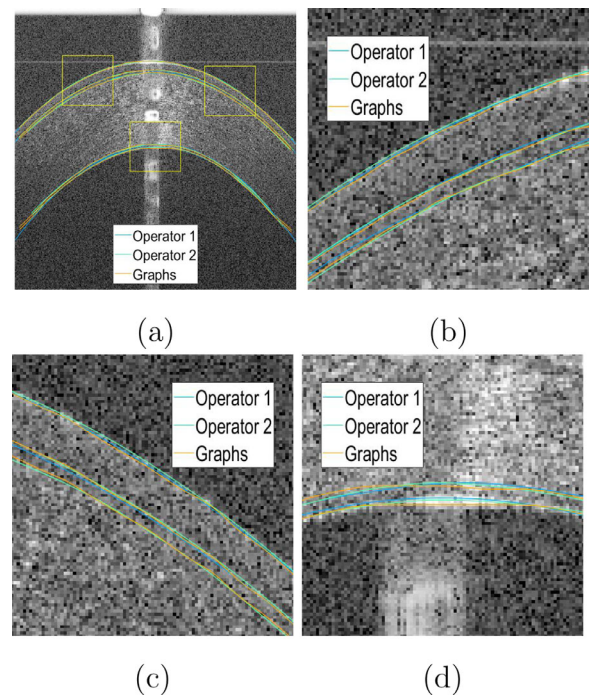 Operator 1
Operator 2
Graphs
(a)
Operator 1
Operator 2
Graphs
(b)
Operator 1
Operator 2
Graphs
(c)
Operator 1
Operator 2
Graphs
(d)